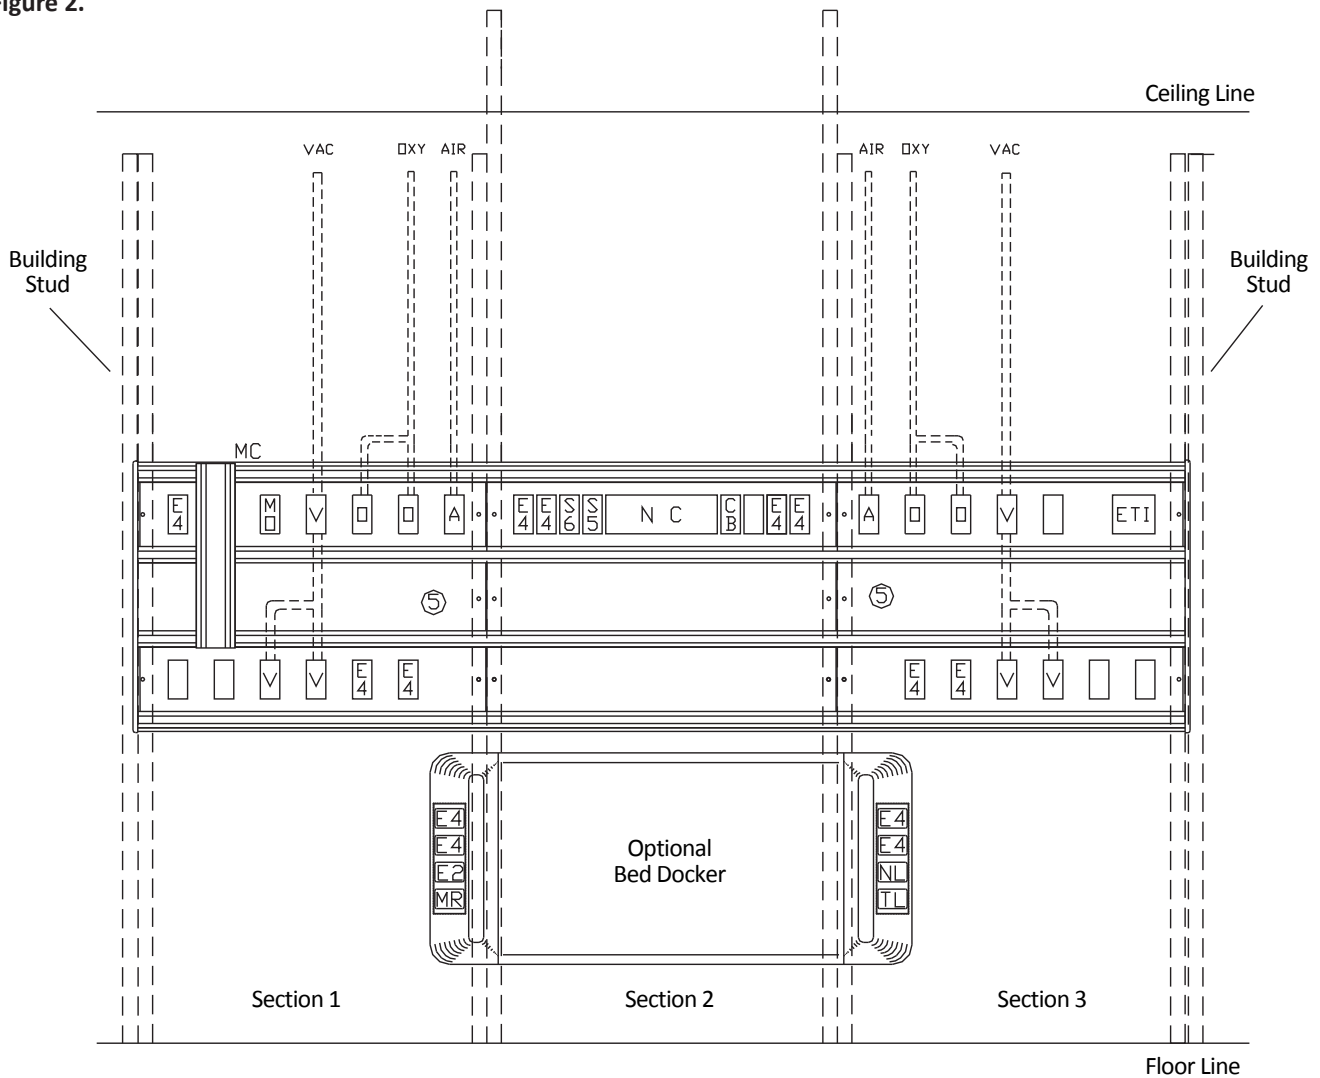 Figure 2.
Ceiling Line
VAC OXY AIR AIR OXY VAC
Building
Stud
Building
Stud
MC
E4 MO V O O A E4 E4 S6 S5 NC CB E4 E4 A O O V ETI
5 5
V V E4 E4 E4 E4 V V
E4
E4
E2
MR
Optional
Bed Docker
E4
E4
NL
TL
Section 1 Section 2 Section 3
Floor Line